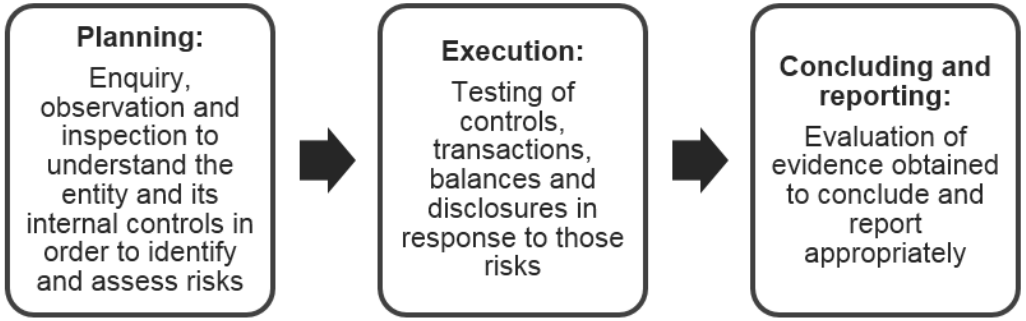 Planning:
Enquiry,
observation and
inspection to
understand the
entity and its
internal controls in
order to identify
and assess risks
Execution:
Testing of
controls,
transactions,
balances and
disclosures in
response to those
risks
Concluding and
reporting:
Evaluation of
evidence obtained
to conclude and
report
appropriately